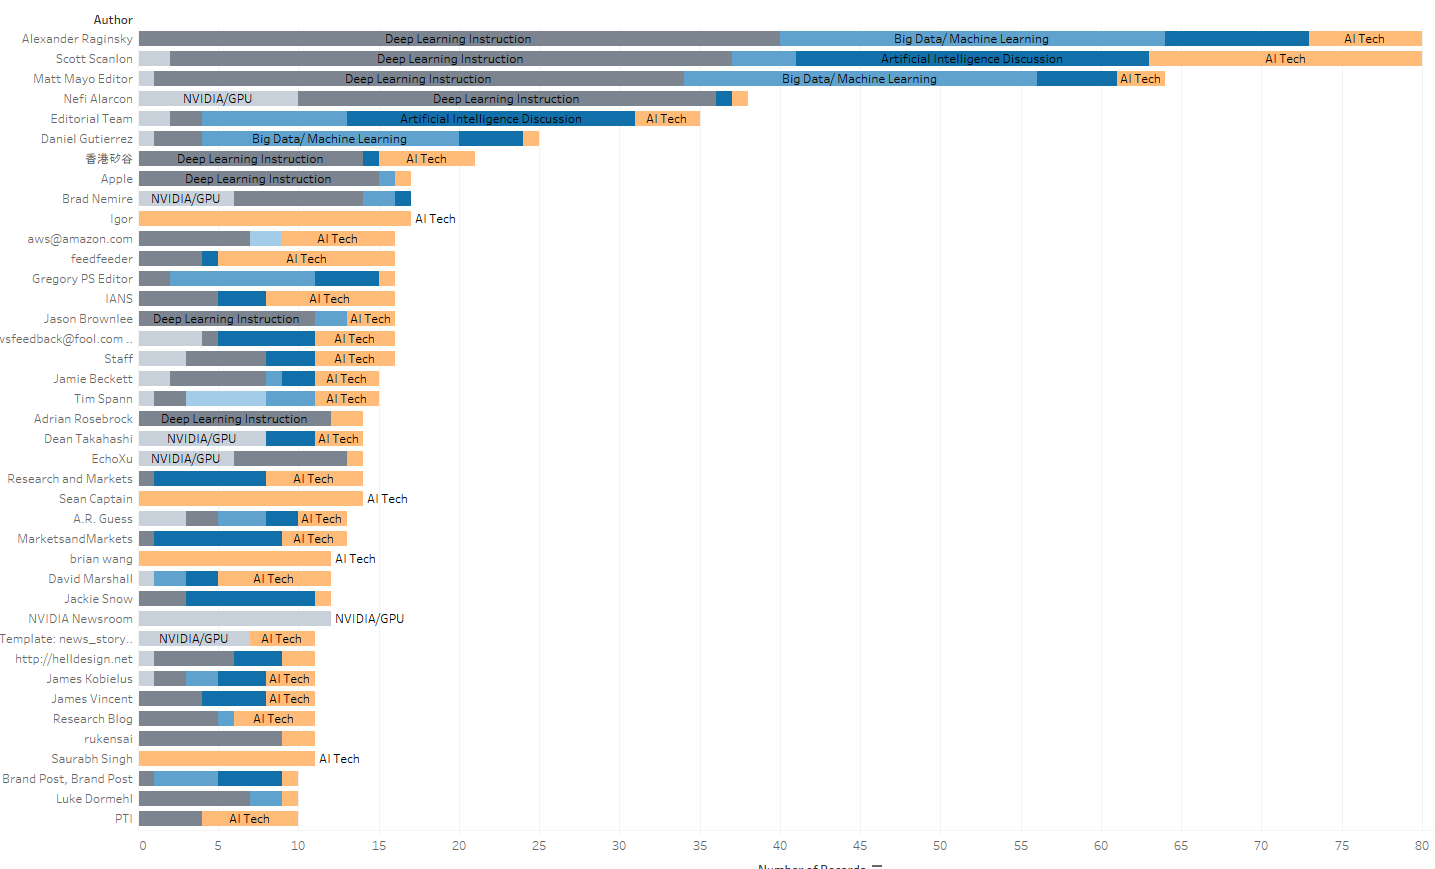 Author
Alexander Raginsky Deep Learning Instruction Big Data/ Machine Learning AI Tech
Scott Scanlon Deep Learning Instruction Artificial Intelligence Discussion AI Tech
Matt Mayo Editor Deep Learning Instruction Big Data/ Machine Learning AI Tech
Nefi Alarcon NVIDIA/GPU Deep Learning Instruction
Editorial Team Artificial Intelligence Discussion AI Tech
Daniel Gutierrez Big Data/ Machine Learning
香港矽谷 Deep Learning Instruction AI Tech
Apple Deep Learning Instruction
Brad Nemire NVIDIA/GPU
Igor AI Tech
aws@amazon.com AI Tech
feedfeeder AI Tech
Gregory PS Editor
IANS AI Tech
Jason Brownlee Deep Learning Instruction AI Tech
wsfeedback@fool.com .. AI Tech
Staff AI Tech
Jamie Beckett AI Tech
Tim Spann AI Tech
Adrian Rosebrock Deep Learning Instruction
Dean Takahashi NVIDIA/GPU AI Tech
EchoXu NVIDIA/GPU
Research and Markets AI Tech
Sean Captain AI Tech
A.R. Guess AI Tech
MarketsandMarkets AI Tech
brian wang AI Tech
David Marshall AI Tech
Jackie Snow
NVIDIA Newsroom NVIDIA/GPU
Template: news_story.. NVIDIA/GPU AI Tech
http://helldesign.net
James Kobielus AI Tech
James Vincent AI Tech
Research Blog AI Tech
rukensai
Saurabh Singh AI Tech
Brand Post, Brand Post
Luke Dormehl
PTI AI Tech
0 5 10 15 20 25 30 35 40 45 50 55 60 65 70 75 80
Number of Records